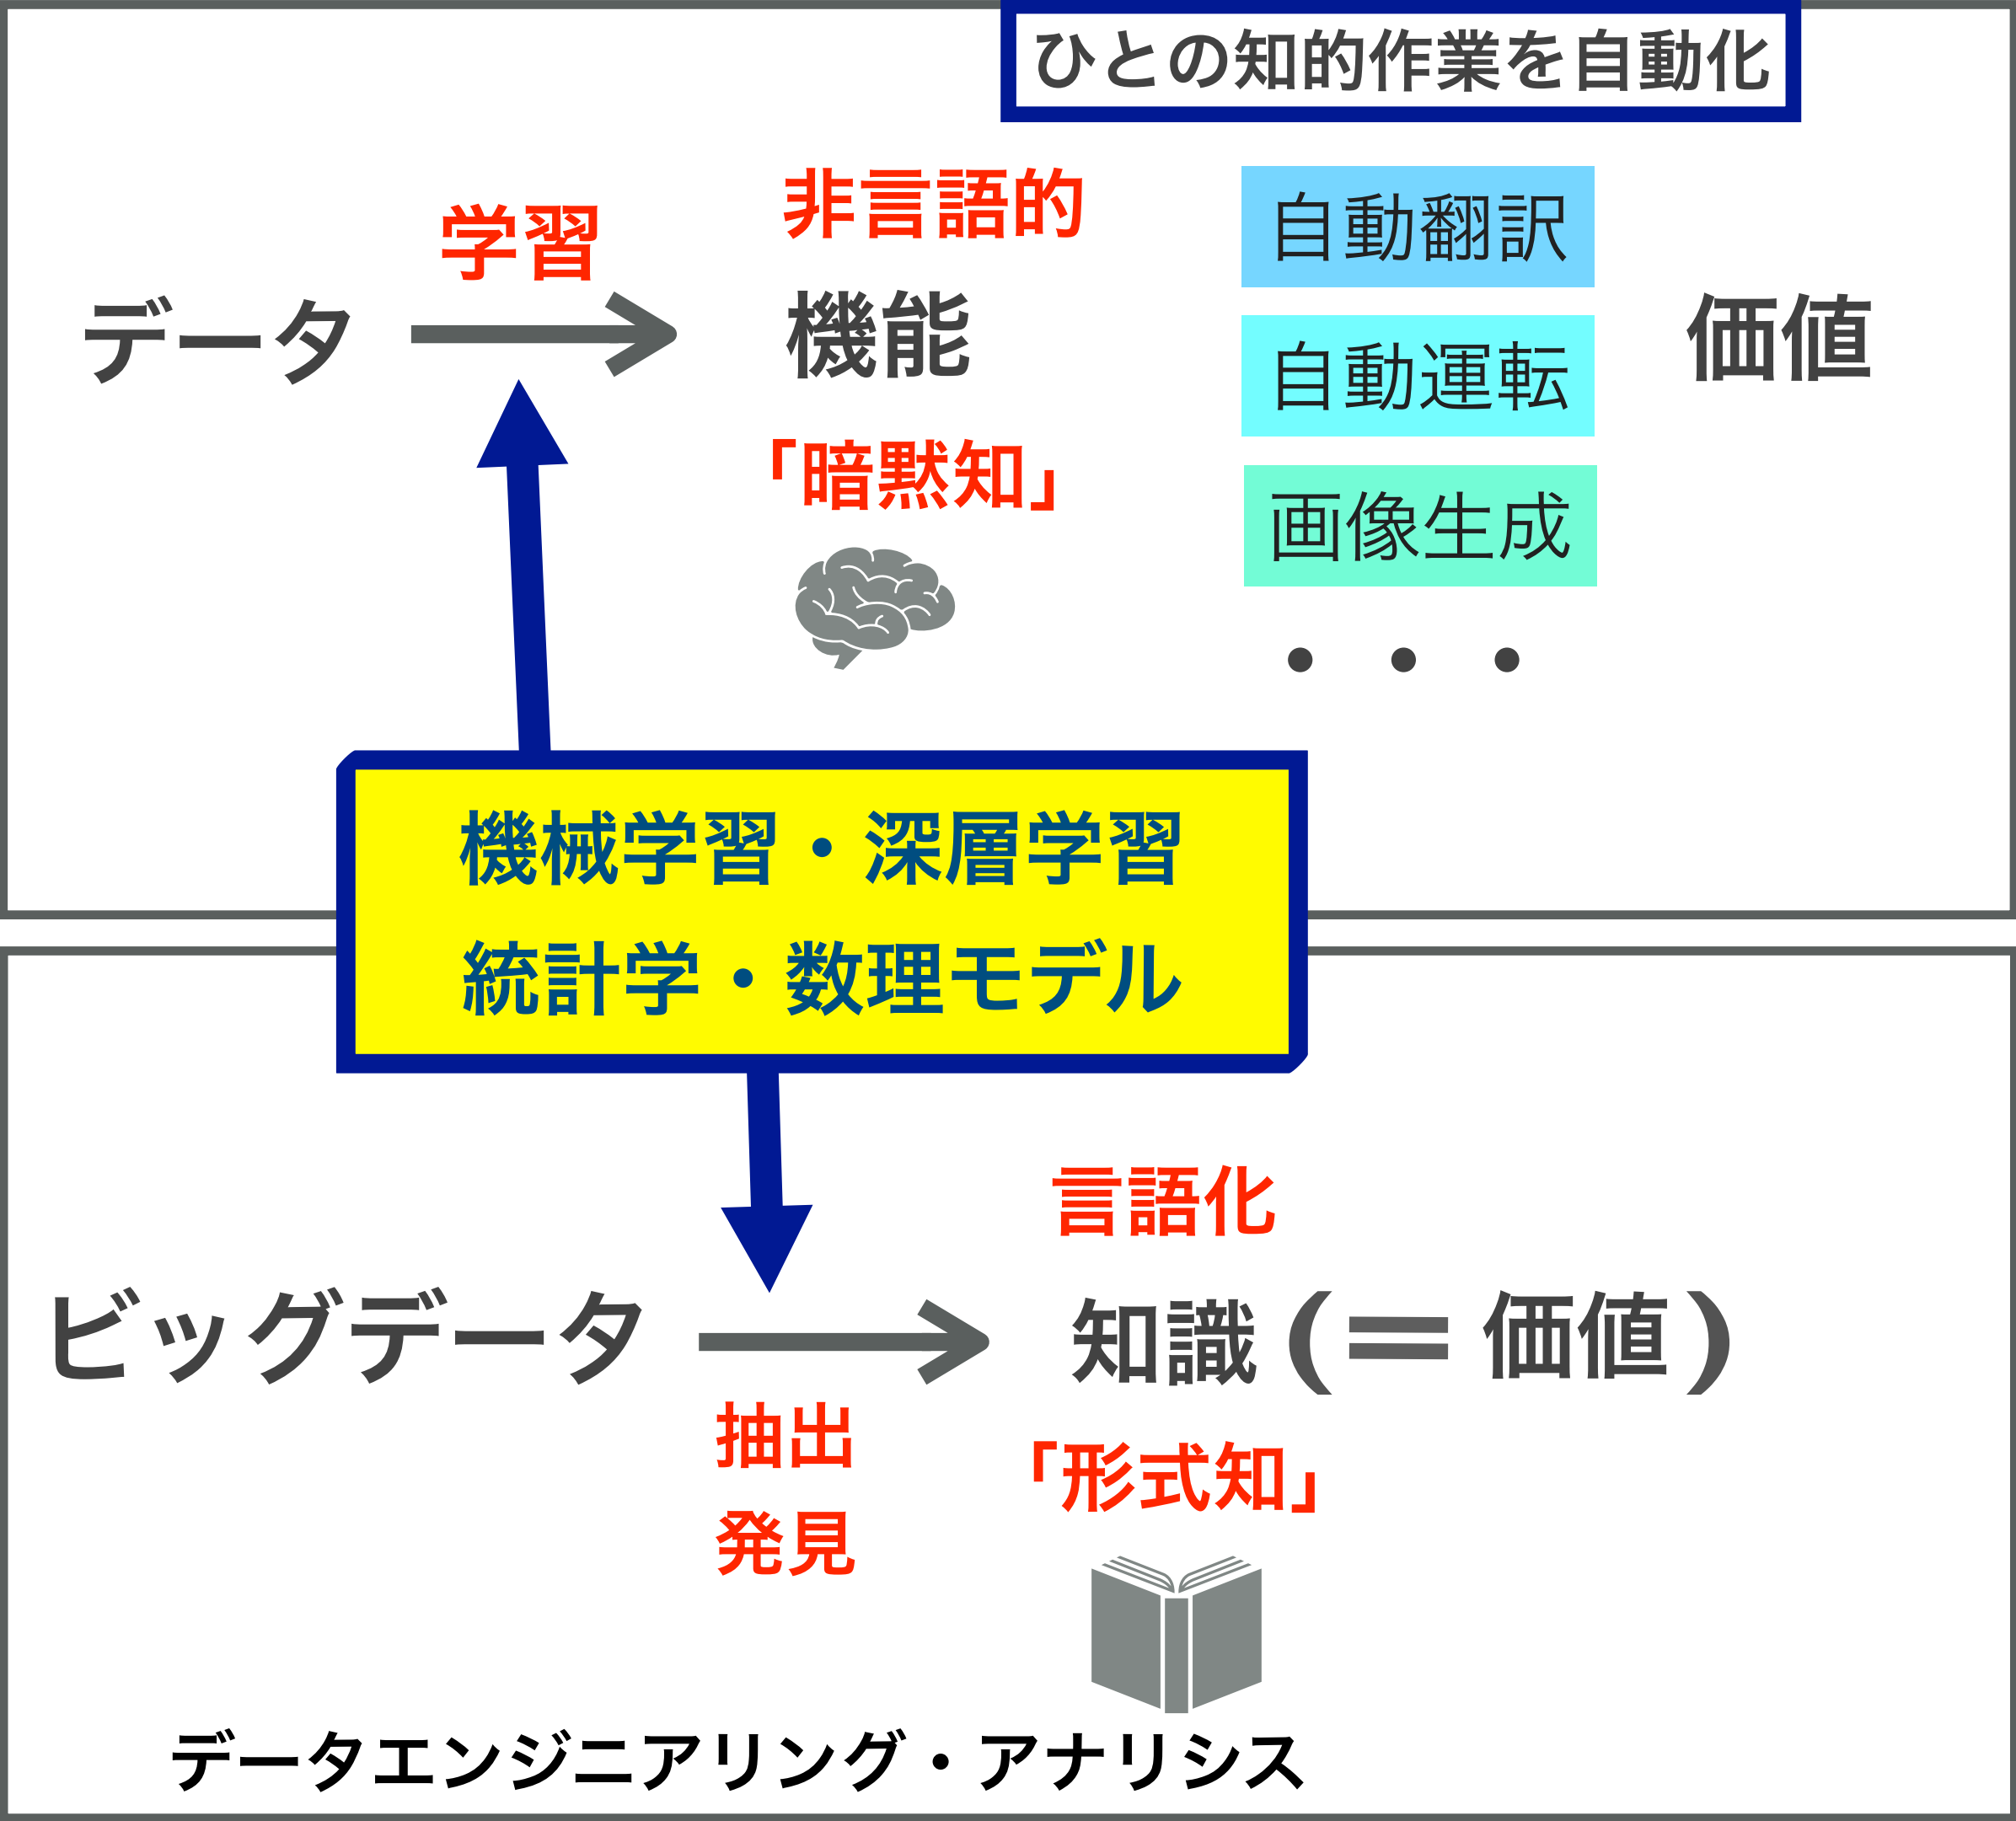 ひとの知的作業を自動化
学習
データ
非言語的
機能
「暗黙知」
自動翻訳
自動運転
画像生成
・・・
価値
機械学習・深層学習
統計学・数理モデル
ビッグデータ
抽出
発見
言語化
知識(=価値)
「形式知」
データエンジニアリング・アナリシス